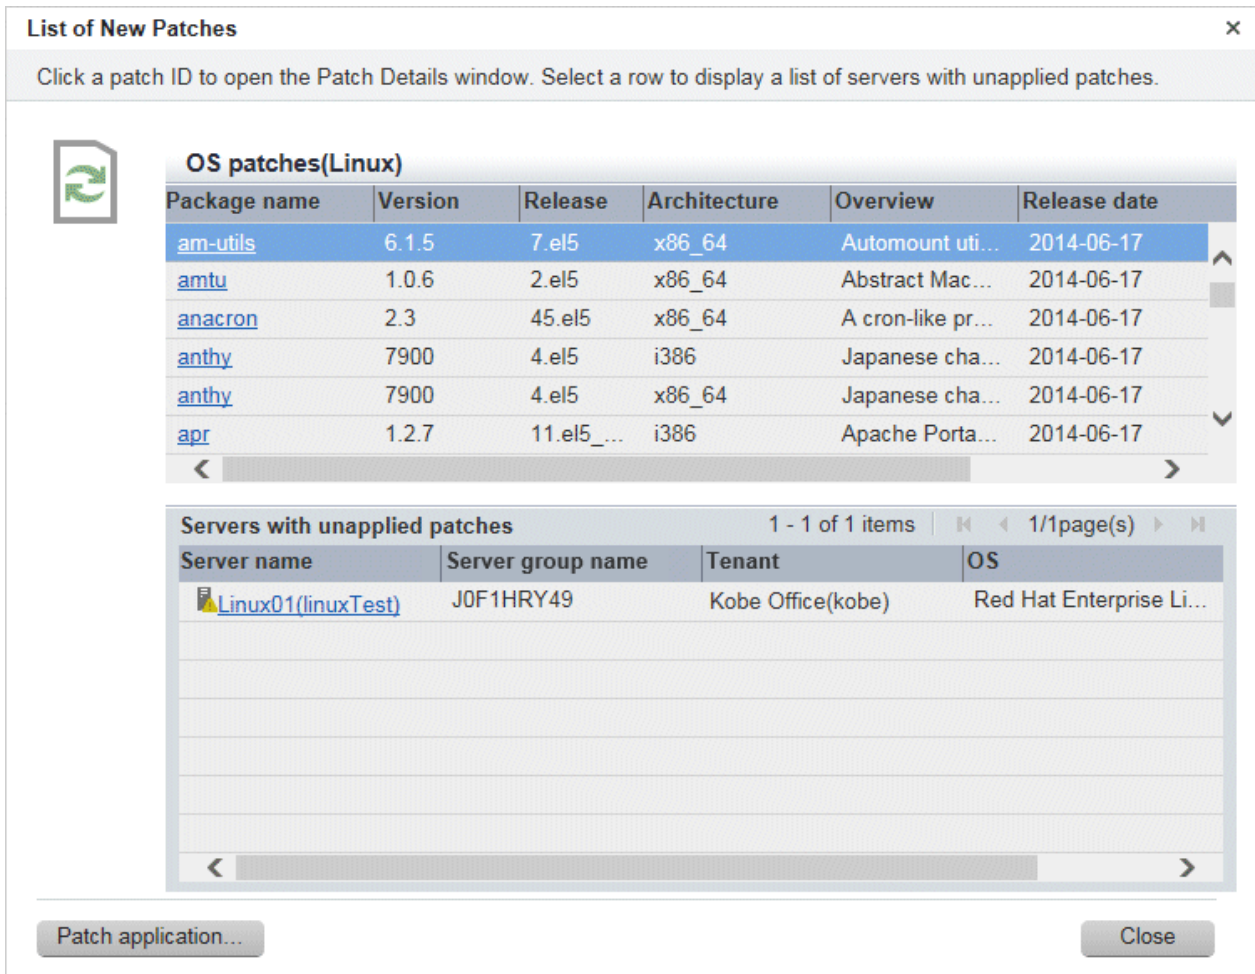 List of New Patches ×
Click a patch ID to open the Patch Details window. Select a row to display a list of servers with unapplied patches.
OS patches(Linux)
Package name Version Release Architecture Overview Release date
am-utils 6.1.5 7.el5 x86_64 Automount uti... 2014-06-17
amtu 1.0.6 2.el5 x86_64 Abstract Mac... 2014-06-17
anacron 2.3 45.el5 x86_64 A cron-like pr... 2014-06-17
anthy 7900 4.el5 i386 Japanese cha... 2014-06-17
anthy 7900 4.el5 x86_64 Japanese cha... 2014-06-17
apr 1.2.7 11.el5_... i386 Apache Porta... 2014-06-17
Servers with unapplied patches 1 - 1 of 1 items 1/1page(s)
Server name Server group name Tenant OS
Linux01(linuxTest) J0F1HRY49 Kobe Office(kobe) Red Hat Enterprise Li...
Patch application... Close